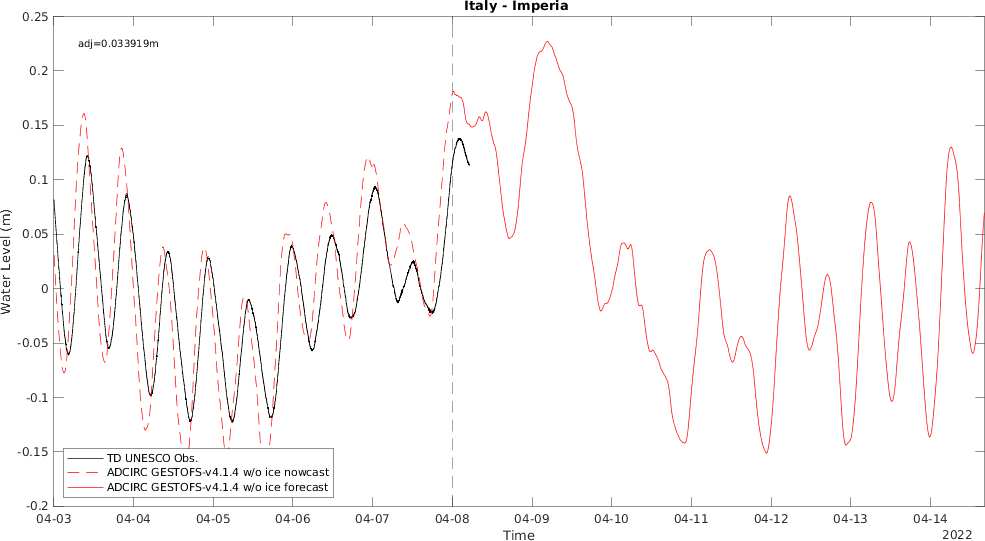 Italy - Imperia
adj=0.033919m
0.25
0.2
0.15
0.1
0.05
0
-0.05
-0.1
-0.15
-0.2
Water Level (m)
TD UNESCO Obs.
ADCIRC GESTOFS-v4.1.4 w/o ice nowcast
ADCIRC GESTOFS-v4.1.4 w/o ice forecast
04-03 04-04 04-05 04-06 04-07 04-08 04-09 04-10 04-11 04-12 04-13 04-14
Time
2022